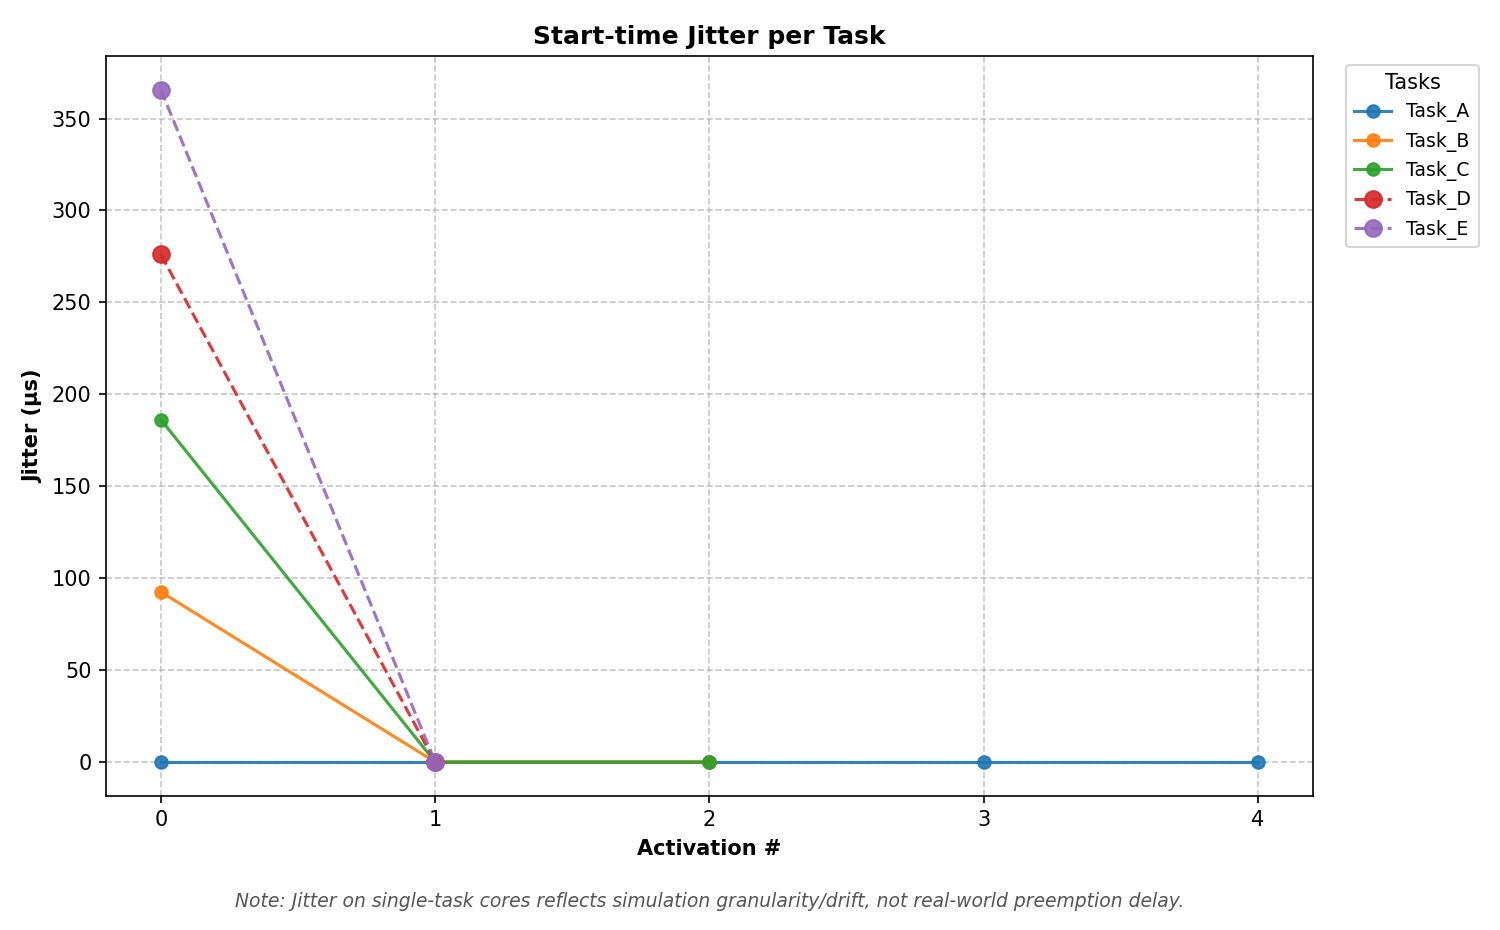 Start-time Jitter per Task
Jitter (µs)
350
300
250
200
150
100
50
0
0 1 2 3 4
Activation #
Tasks
Task_A
Task_B
Task_C
Task_D
Task_E
Note: Jitter on single-task cores reflects simulation granularity/drift, not real-world preemption delay.